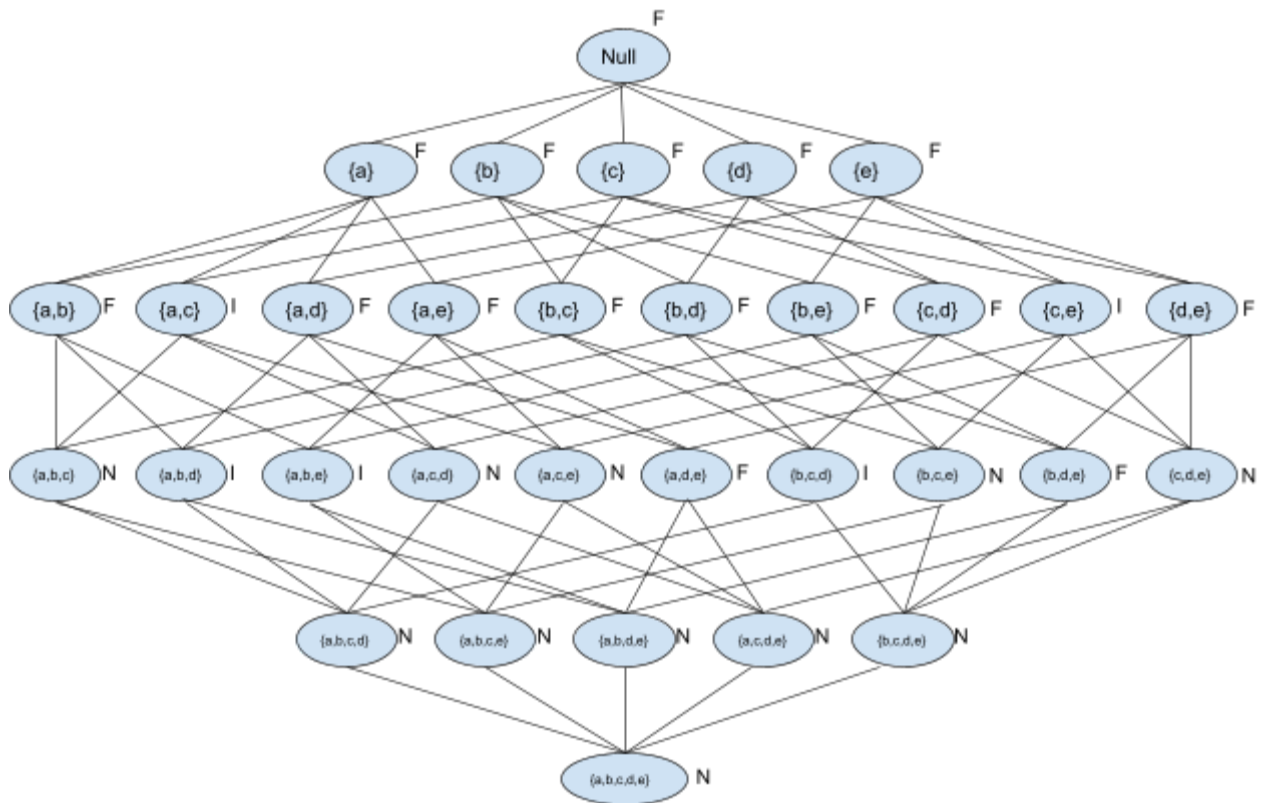 F
Null
{a} F {b} F {c} F {d} F {e} F
{a,b} F {a,c} I {a,d} F {a,e} F {b,c} F {b,d} F {b,e} F {c,d} F {c,e} I {d,e} F
{a,b,c} N {a,b,d} I {a,b,e} I {a,c,d} N {a,c,e} N {a,d,e} F {b,c,d} I {b,c,e} N {b,d,e} F {c,d,e} N
{a,b,c,d} N {a,b,c,e} N {a,b,d,e} N {a,c,d,e} N {b,c,d,e} N
{a,b,c,d,e} N